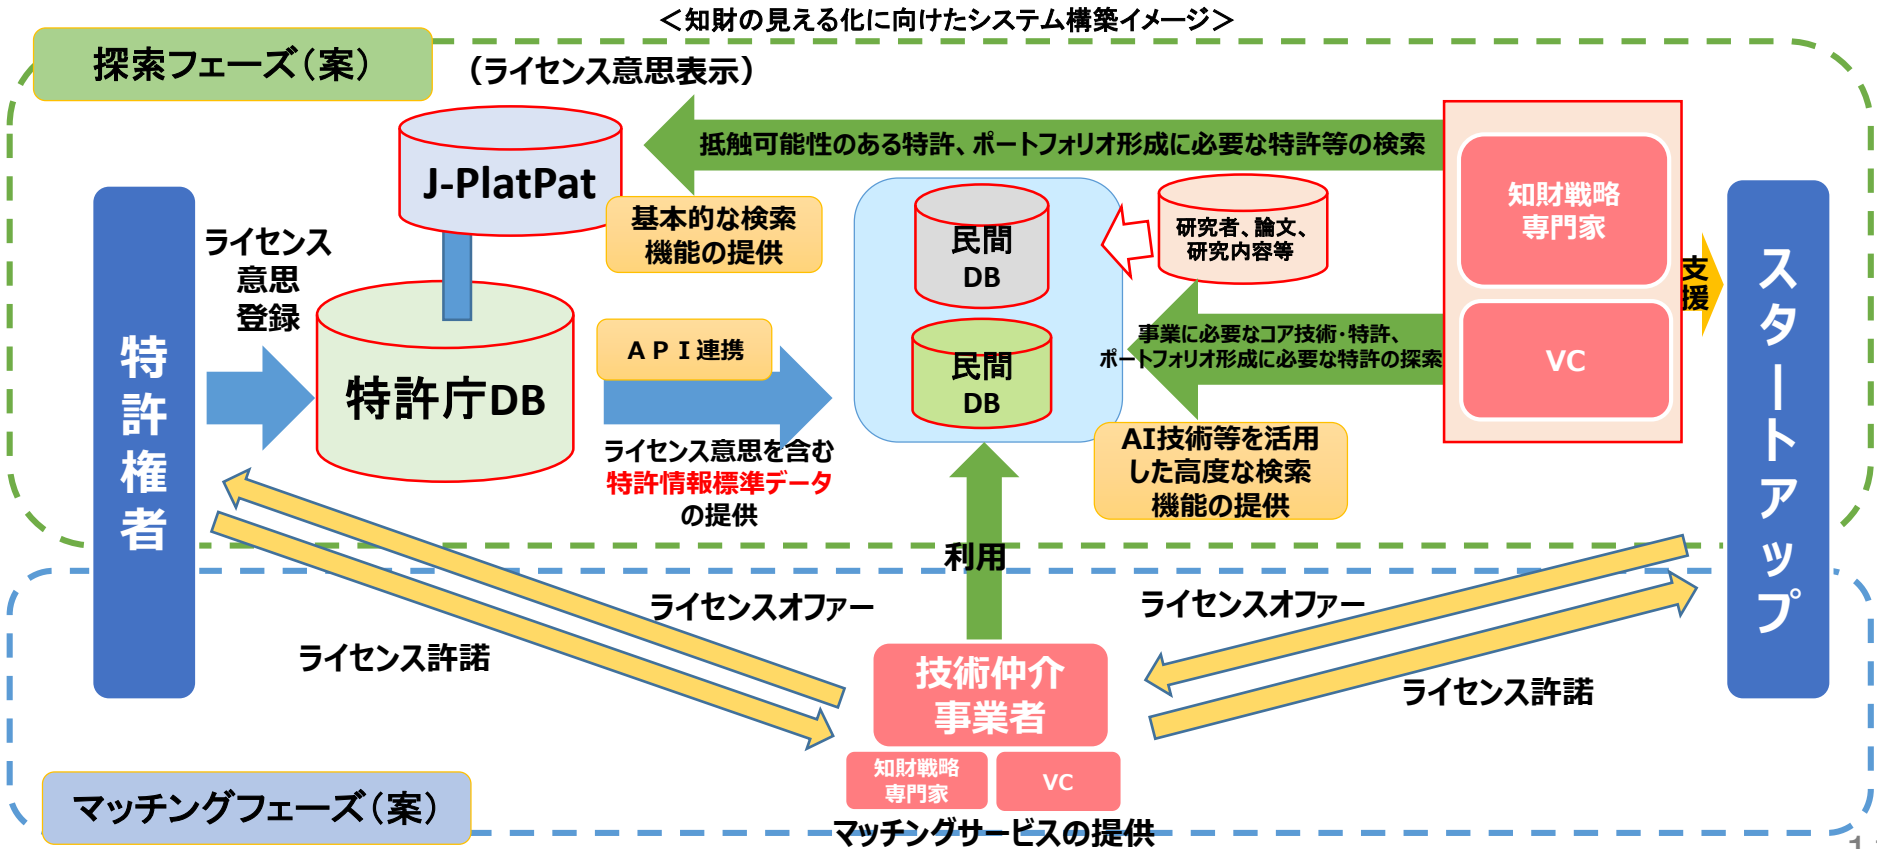 ＜知財の見える化に向けたシステム構築イメージ＞
探索フェーズ（案）
（ライセンス意思表示）
J-PlatPat
抵触可能性のある特許、ポートフォリオ形成に必要な特許等の検索
基本的な検索
機能の提供
知財戦略
専門家
VC
支援
スタートアップ
特許権者
ライセンス
意思
登録
特許庁DB
ＡＰＩ連携
ライセンス意思を含む
特許情報標準データ
の提供
民間
DB
民間
DB
研究者、論文、
研究内容等
事業に必要なコア技術・特許、
ポートフォリオ形成に必要な特許の探索
AI技術等を活用
した高度な検索
機能の提供
利用
ライセンスオファー
ライセンス許諾
ライセンスオファー
ライセンス許諾
技術仲介
事業者
知財戦略
専門家
VC
マッチングサービスの提供
マッチングフェーズ（案）